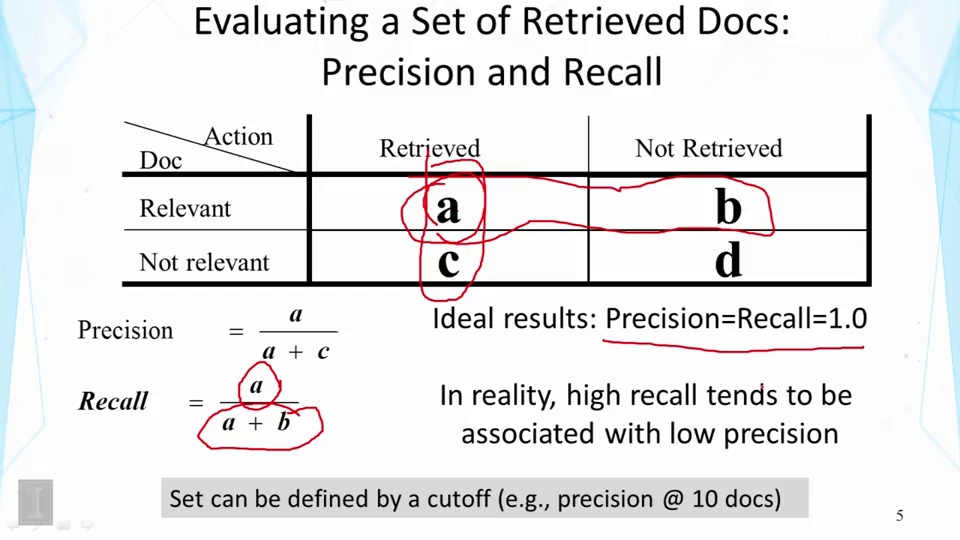 Evaluating a Set of Retrieved Docs:
Precision and Recall
Action
Doc
Retrieved
Not Retrieved
Relevant
a
b
Not relevant
c
d
Precision = a / a + c
Ideal results: Precision=Recall=1.0
Recall = a / a + b
In reality, high recall tends to be
associated with low precision
Set can be defined by a cutoff (e.g., precision @ 10 docs)
5